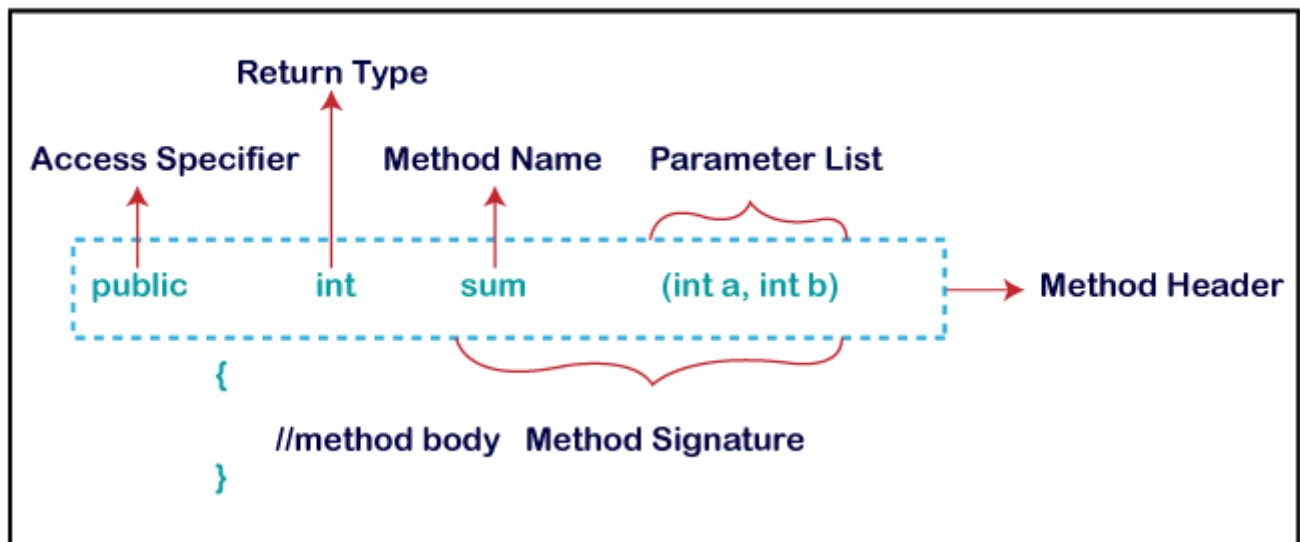 Return Type
Access Specifier Method Name Parameter List
public int sum (int a, int b) Method Header
{
//method body Method Signature
}